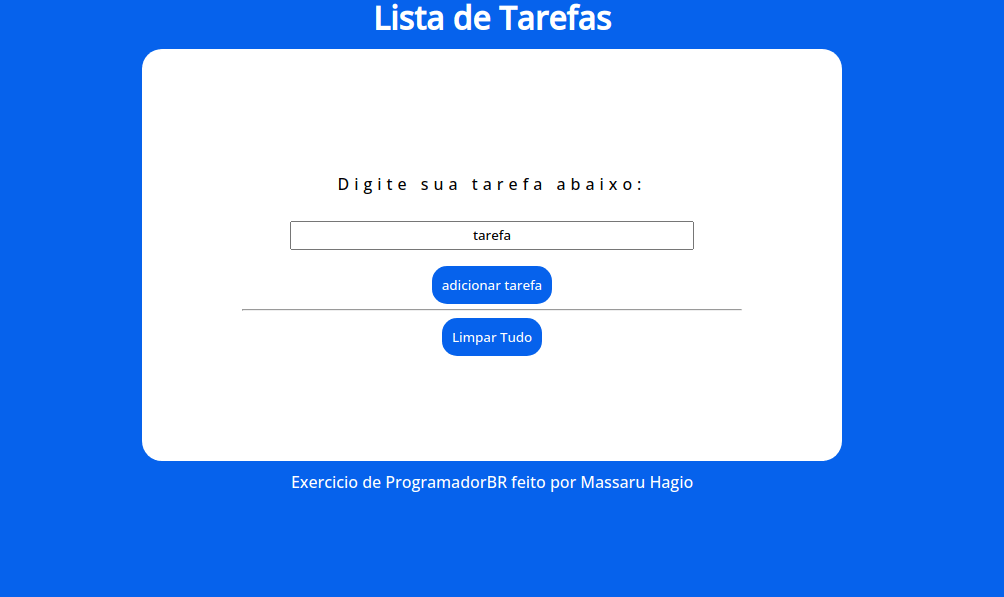 Lista de Tarefas
Digite sua tarefa abaixo:
tarefa
adicionar tarefa
Limpar Tudo
Exercicio de ProgramadorBR feito por Massaru Hagio